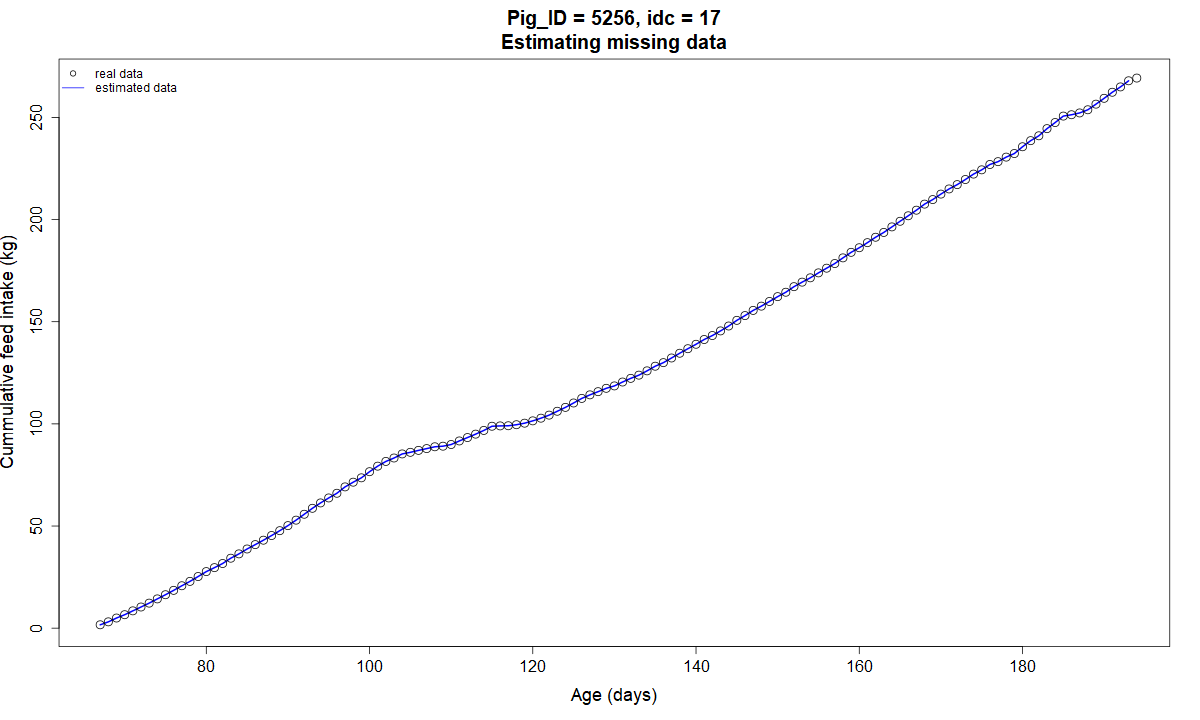 Pig_ID = 5256, idc = 17
Estimating missing data
real data
estimated data
Cummulative feed intake (kg)
250
200
150
100
50
0
80 100 120 140 160 180
Age (days)